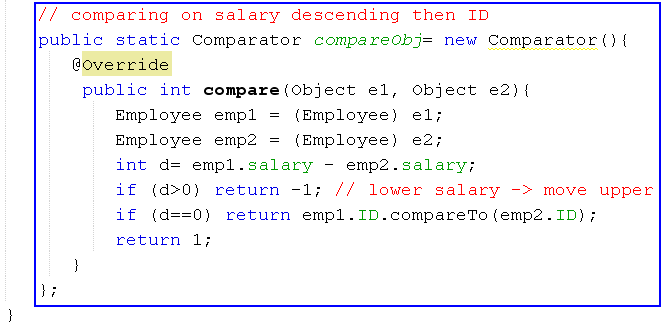 // comparing on salary descending then ID
public static Comparator compareObj= new Comparator(){
@Override
public int compare(Object e1, Object e2){
Employee emp1 = (Employee) e1;
Employee emp2 = (Employee) e2;
int d= emp1.salary - emp2.salary;
if (d>0) return -1; // lower salary -> move upper
if (d==0) return emp1.ID.compareTo(emp2.ID);
return 1;
}
};
}